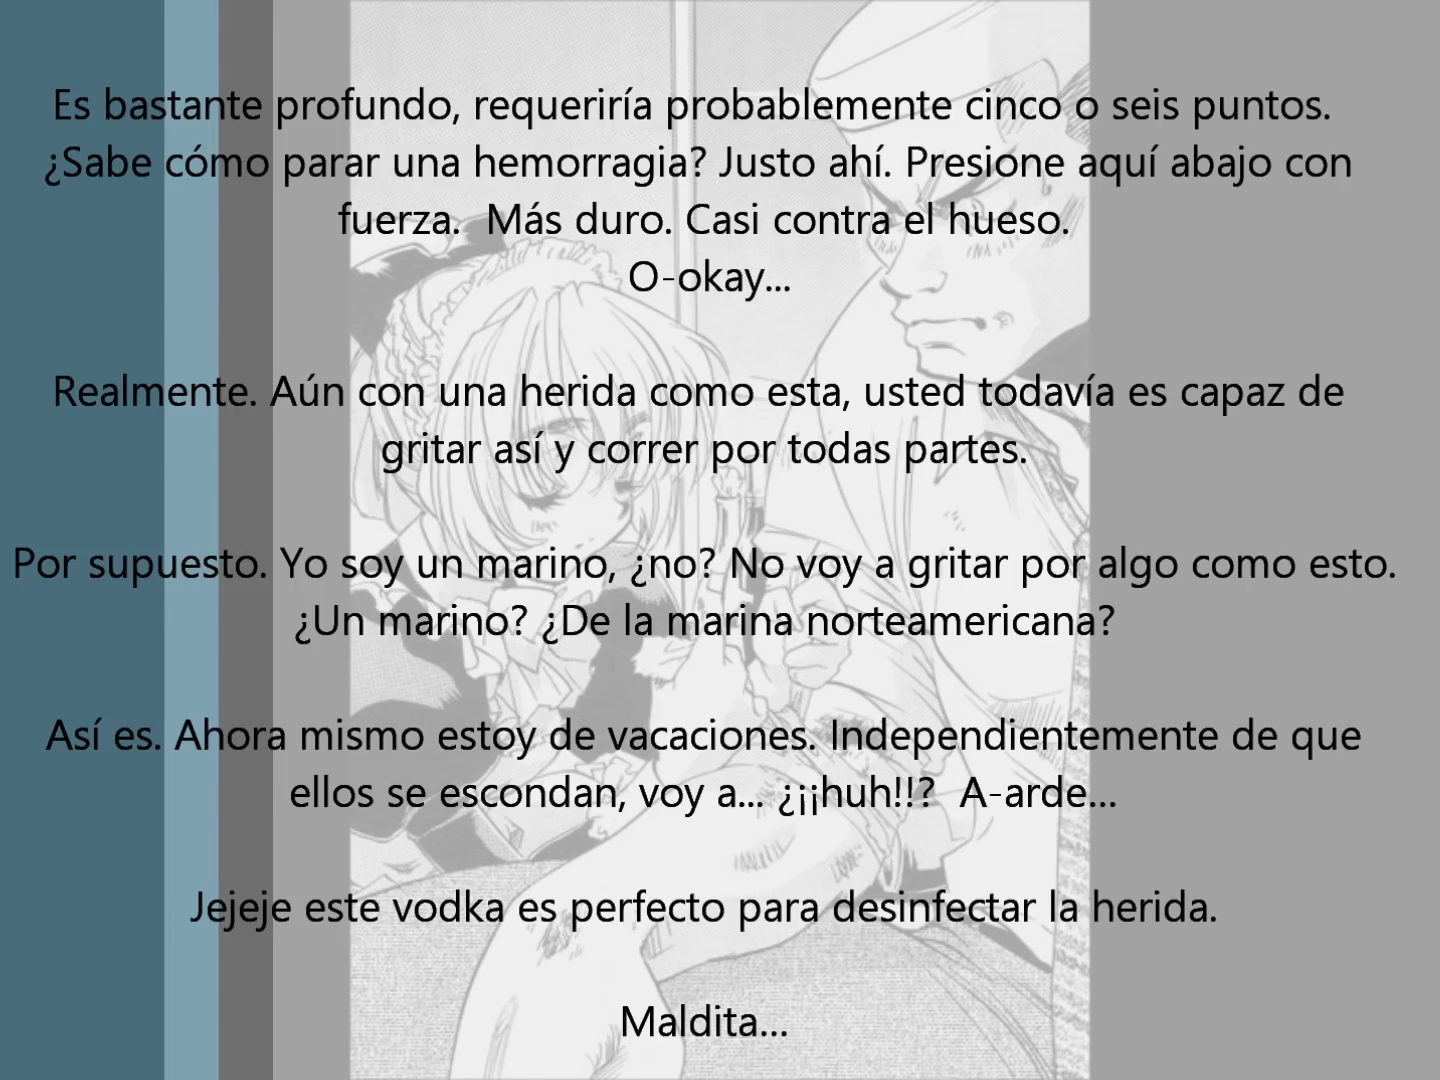 Es bastante profundo, requeriría probablemente cinco o seis puntos.
¿Sabe cómo parar una hemorragia? Justo ahí. Presione aquí abajo con
fuerza.  Más duro. Casi contra el hueso.
O-okay...
Realmente. Aún con una herida como esta, usted todavía es capaz de
gritar así y correr por todas partes.
Por supuesto. Yo soy un marino, ¿no? No voy a gritar por algo como esto.
¿Un marino? ¿De la marina norteamericana?
Así es. Ahora mismo estoy de vacaciones. Independientemente de que
ellos se escondan, voy a... ¿¡¡huh!!?  A-arde...
Jejeje este vodka es perfecto para desinfectar la herida.
Maldita...